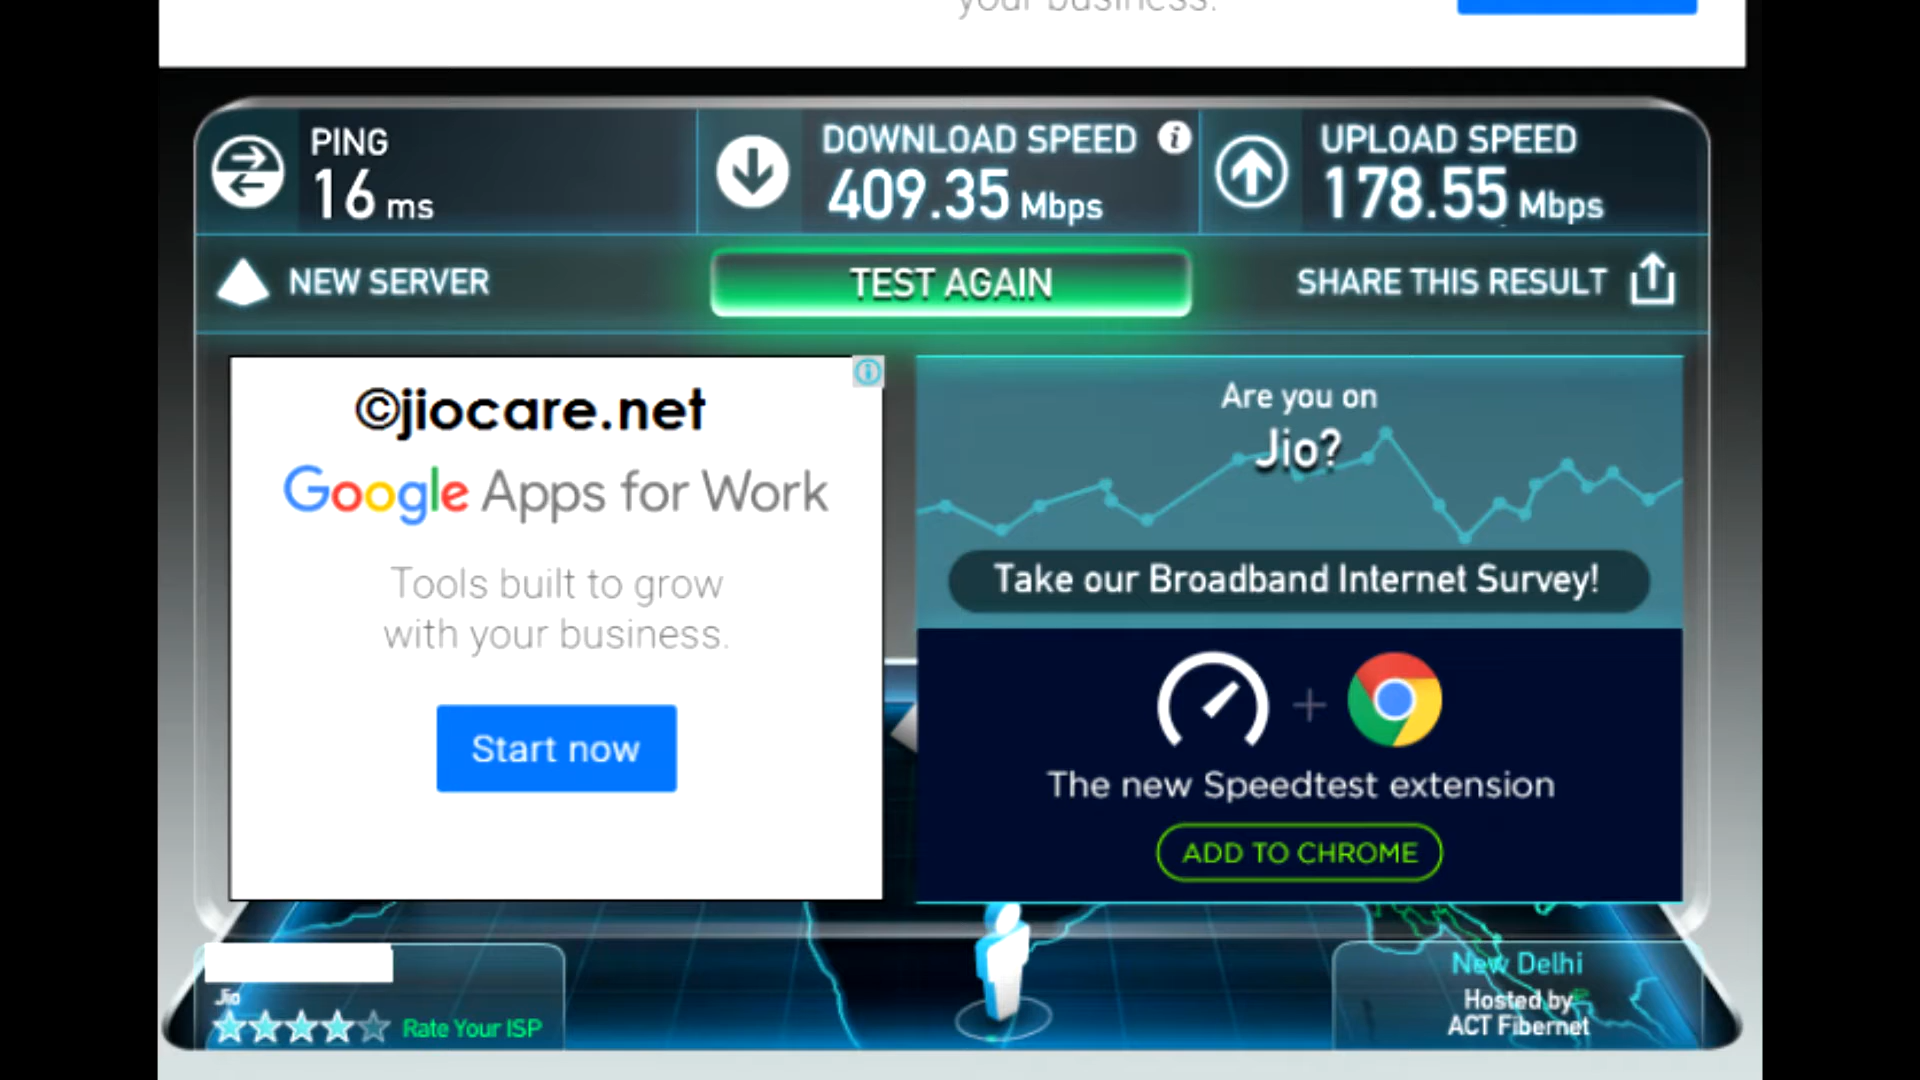 your business.
PING
16 ms
DOWNLOAD SPEED
409.35 Mbps
UPLOAD SPEED
178.55 Mbps
NEW SERVER
TEST AGAIN
SHARE THIS RESULT
©jiocare.net
Google Apps for Work
Tools built to grow
with your business.
Start now
Are you on
Jio?
Take our Broadband Internet Survey!
The new Speedtest extension
ADD TO CHROME
Jio
Rate Your ISP
New Delhi
Hosted by
ACT Fibernet